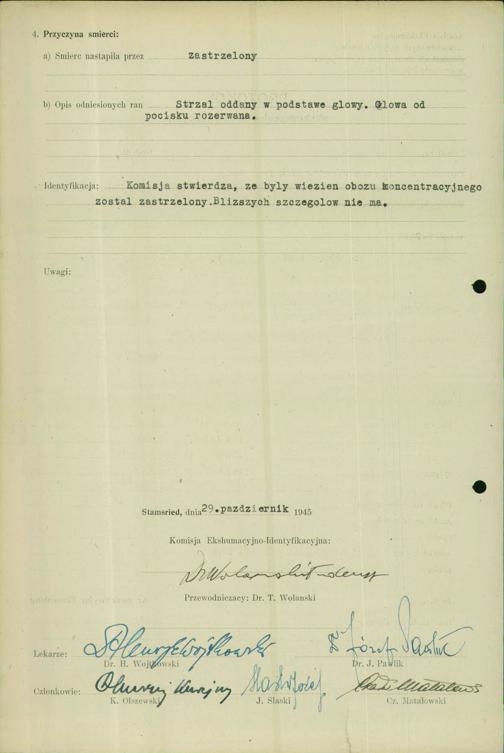 4. Przyczyna smierci:
a) Smierc nastapila przez zastrzelony
b) Opis odniesionych ran Strzal oddany w podstawe glowy. Glowa od
pocisku rozerwana.
Identyfikacja: Komisja stwierdza, ze byly wiezien obozu koncentracyjnego
zostal zastrzelony.Blizszych szczegolow nie ma.
Uwagi:
Stamsried, dnia 29.pazdziernik 1945
Komisja Ekshumacyjno-Identyfikacyjna:
Przewodniczacy: Dr. T. Wolanski
Lekarze:
Dr. H. Wojtkowski Dr. J. Pawlik
Członkowie:
K. Olszewski J. Slaski Cz. Matałowski